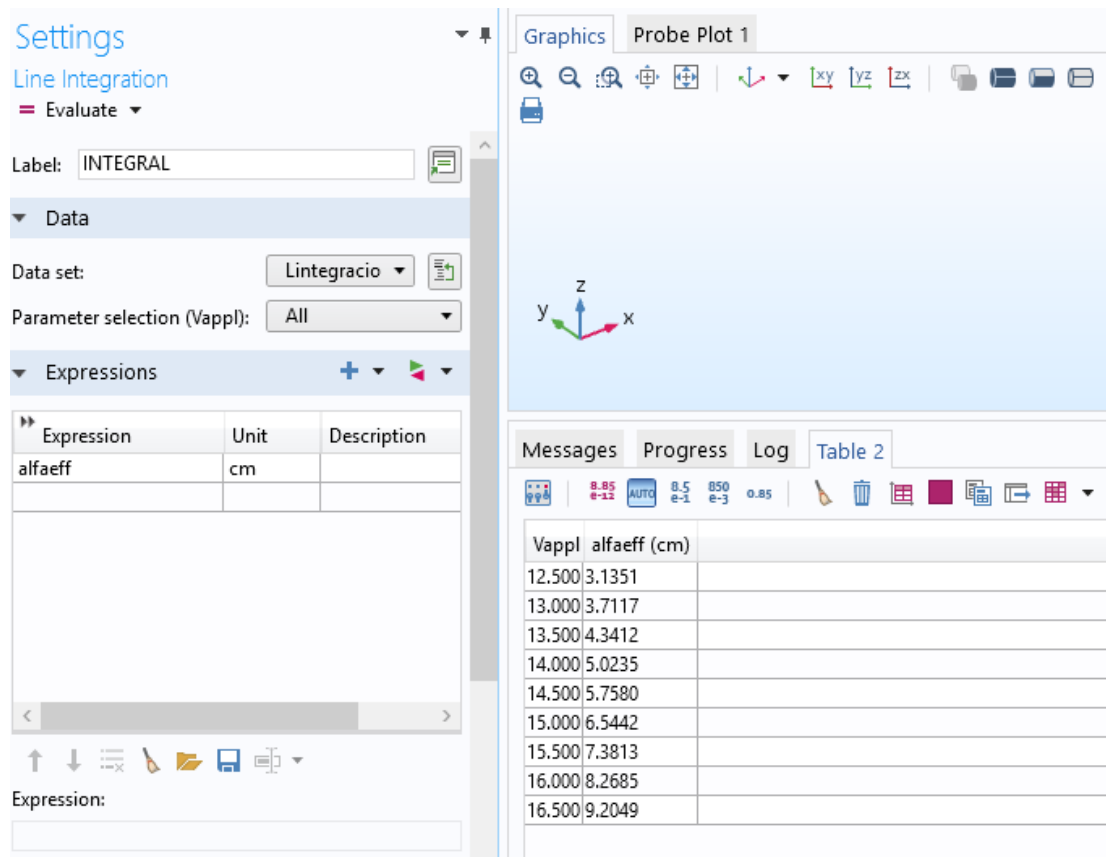 Settings
Line Integration
= Evaluate
Label: INTEGRAL
Data
Data set: Lintegracio
Parameter selection (Vappl): All
Expressions
Expression Unit Description
alfaeff cm
Expression:
Graphics Probe Plot 1
xy yz zx
z
y
x
Messages Progress Log Table 2
8.85 e-12 AUTO 8.5 e-1 850 e-3 0.85
Vappl alfaeff (cm)
12.500 3.1351
13.000 3.7117
13.500 4.3412
14.000 5.0235
14.500 5.7580
15.000 6.5442
15.500 7.3813
16.000 8.2685
16.500 9.2049